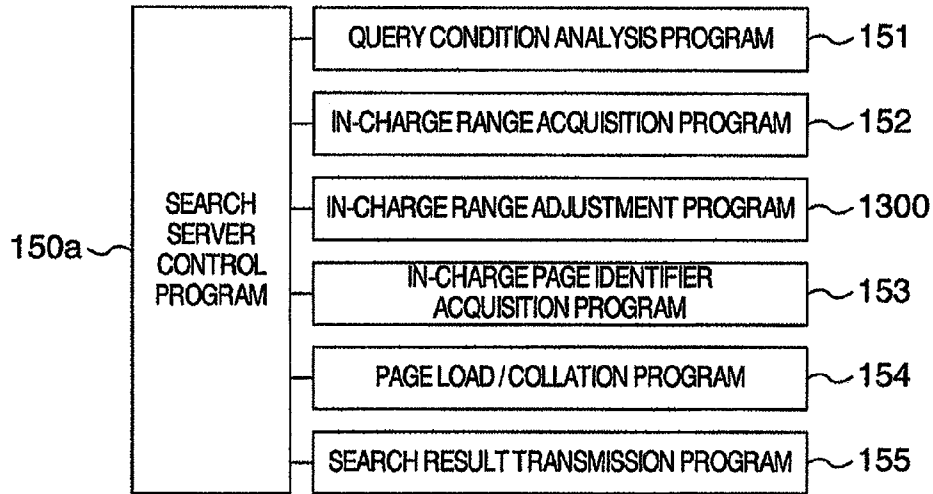 150a
SEARCH
SERVER
CONTROL
PROGRAM
QUERY CONDITION ANALYSIS PROGRAM 151
IN-CHARGE RANGE ACQUISITION PROGRAM 152
IN-CHARGE RANGE ADJUSTMENT PROGRAM 1300
IN-CHARGE PAGE IDENTIFIER
ACQUISITION PROGRAM 153
PAGE LOAD / COLLATION PROGRAM 154
SEARCH RESULT TRANSMISSION PROGRAM 155